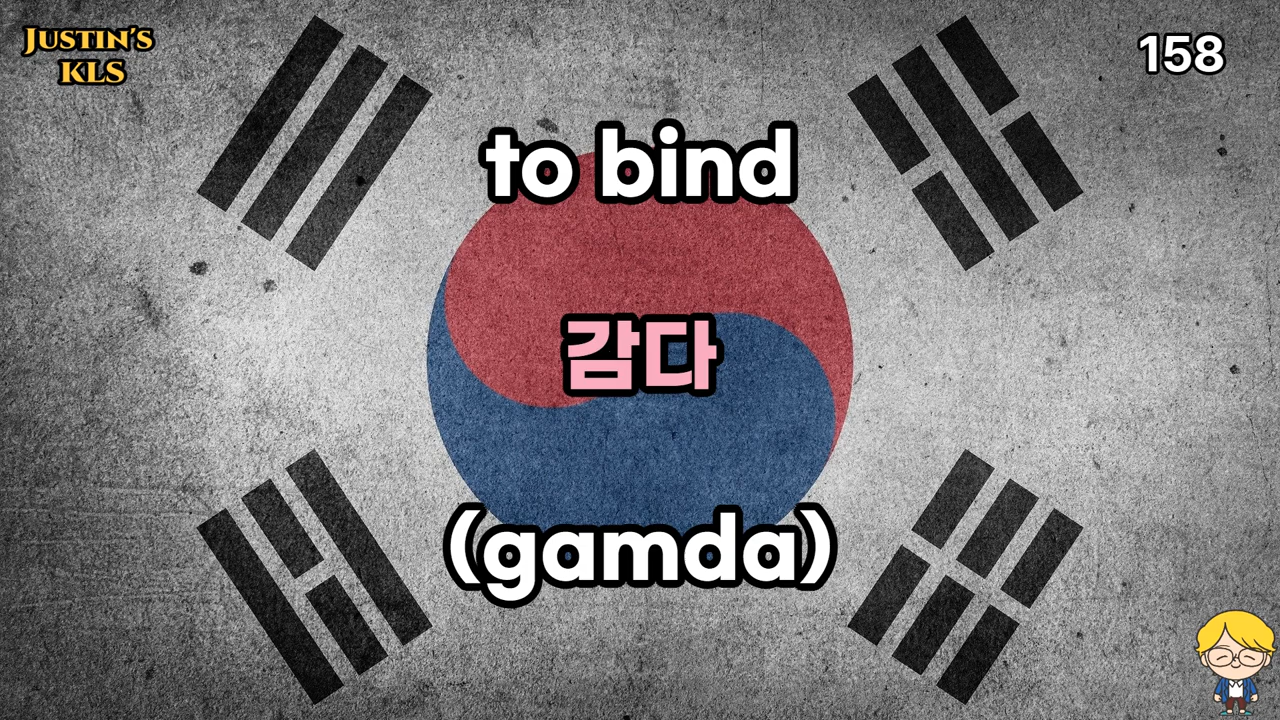 JUSTIN'S
KLS
158
to bind
감다
(gamda)